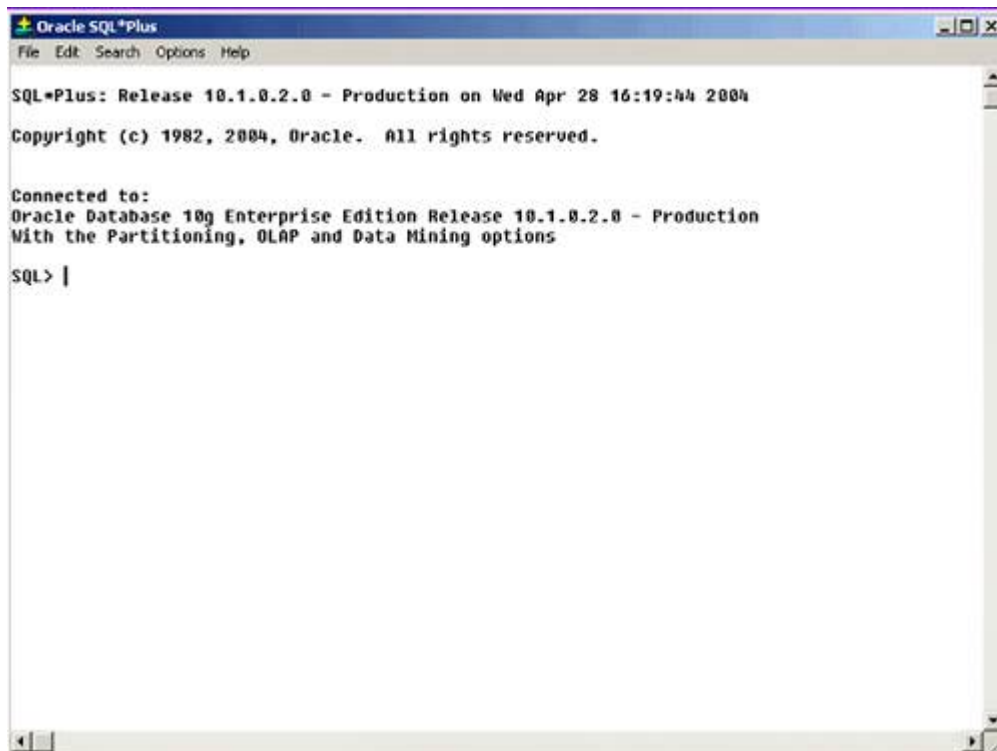 Oracle SQL*Plus
File Edit Search Options Help
SQL*Plus: Release 10.1.0.2.0 - Production on Wed Apr 28 16:19:44 2004
Copyright (c) 1982, 2004, Oracle.  All rights reserved.
Connected to:
Oracle Database 10g Enterprise Edition Release 10.1.0.2.0 - Production
With the Partitioning, OLAP and Data Mining options
SQL>